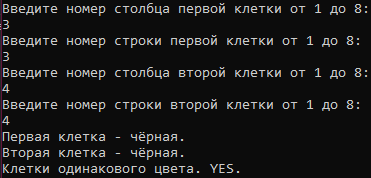 Введите номер столбца первой клетки от 1 до 8:
3
Введите номер строки первой клетки от 1 до 8:
3
Введите номер столбца второй клетки от 1 до 8:
4
Введите номер строки второй клетки от 1 до 8:
4
Первая клетка - чёрная.
Вторая клетка - чёрная.
Клетки одинакового цвета. YES.